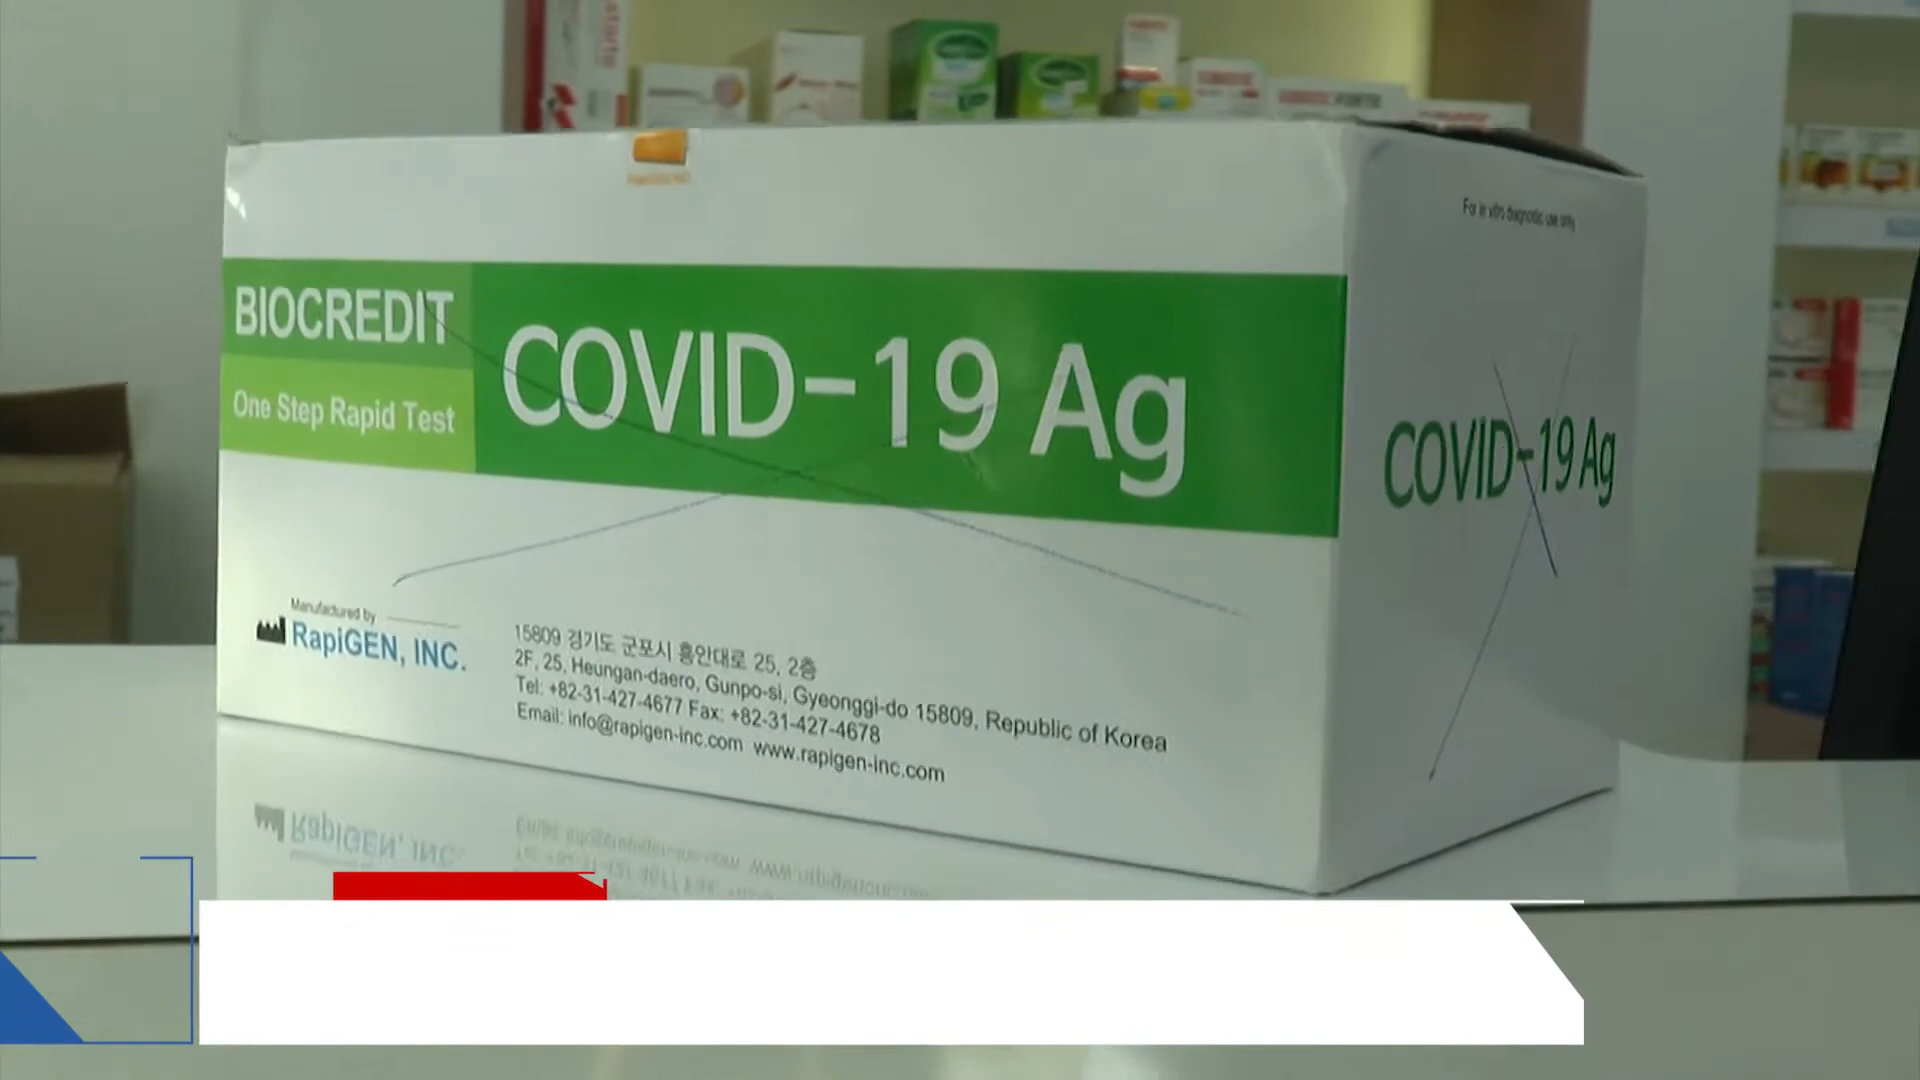 For in vitro diagnostic use only
BIOCREDIT
One Step Rapid Test
COVID-19 Ag
COVID-19 Ag
Manufactured by
RapiGEN, INC.
15809 경기도 군포시 흥안대로 25, 2층
2F, 25, Heungan-daero, Gunpo-si, Gyeonggi-do 15809, Republic of Korea
Tel: +82-31-427-4677 Fax: +82-31-427-4678
Email: info@rapigen-inc.com www.rapigen-inc.com